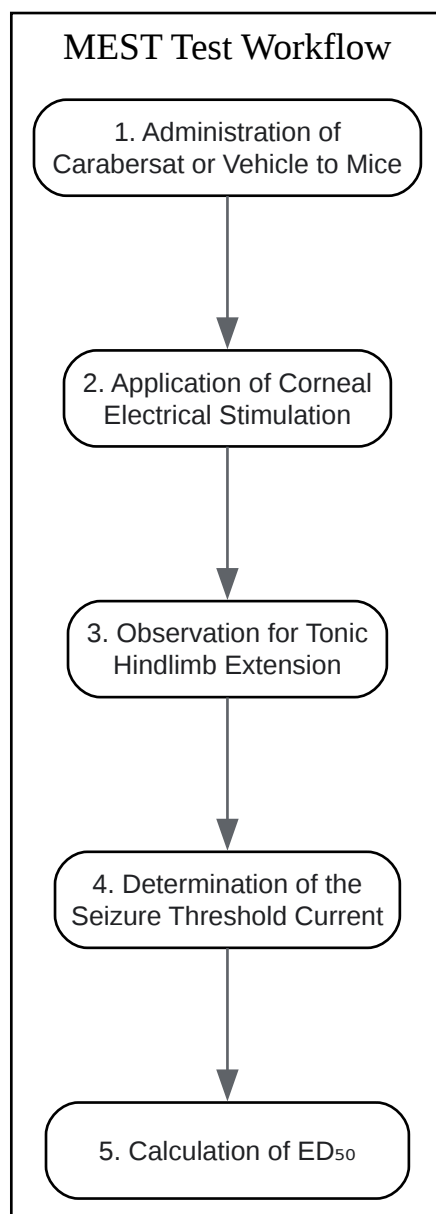 MEST Test Workflow
1. Administration of
Carabersat or Vehicle to Mice
2. Application of Corneal
Electrical Stimulation
3. Observation for Tonic
Hindlimb Extension
4. Determination of the
Seizure Threshold Current
5. Calculation of ED₅₀